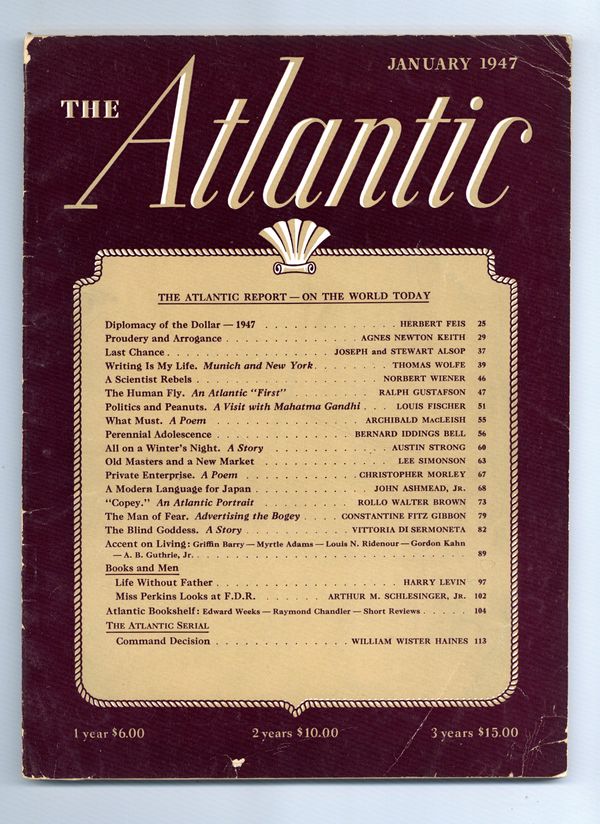 JANUARY 1947
THE Atlantic
THE ATLANTIC REPORT — ON THE WORLD TODAY
Diplomacy of the Dollar — 1947 . . . . . . . . . . . . . HERBERT FEIS 25
Proudery and Arrogance . . . . . . . . . . . . . AGNES NEWTON KEITH 29
Last Chance . . . . . . . . . . . . . JOSEPH and STEWART ALSOP 37
Writing Is My Life. Munich and New York . . . . . . . THOMAS WOLFE 39
A Scientist Rebels . . . . . . . . . . . . . NORBERT WIENER 46
The Human Fly. An Atlantic "First" . . . . . . . RALPH GUSTAFSON 47
Politics and Peanuts. A Visit with Mahatma Gandhi . . . LOUIS FISCHER 51
What Must. A Poem . . . . . . . . . . . . . ARCHIBALD MacLEISH 55
Perennial Adolescence . . . . . . . . . . . . . BERNARD IDDINGS BELL 56
All on a Winter's Night. A Story . . . . . . . . . . AUSTIN STRONG 60
Old Masters and a New Market . . . . . . . . . . . LEE SIMONSON 63
Private Enterprise. A Poem . . . . . . . . . . CHRISTOPHER MORLEY 67
A Modern Language for Japan . . . . . . . . . JOHN ASHMEAD, Jr. 68
"Copey." An Atlantic Portrait . . . . . . . . ROLLO WALTER BROWN 73
The Man of Fear. Advertising the Bogey . . . . CONSTANTINE FITZ GIBBON 79
The Blind Goddess. A Story . . . . . . . . . VITTORIA DI SERMONETA 82
Accent on Living: Griffin Barry — Myrtle Adams — Louis N. Ridenour — Gordon Kahn
— A. B. Guthrie, Jr. . . . . . . . . . . . . . 89
Books and Men
Life Without Father . . . . . . . . . . . . . HARRY LEVIN 97
Miss Perkins Looks at F.D.R. . . . . . . . ARTHUR M. SCHLESINGER, Jr. 102
Atlantic Bookshelf: Edward Weeks — Raymond Chandler — Short Reviews . . . . . 104
THE ATLANTIC SERIAL
Command Decision . . . . . . . . . . . . . WILLIAM WISTER HAINES 113
1 year $6.00 2 years $10.00 3 years $15.00